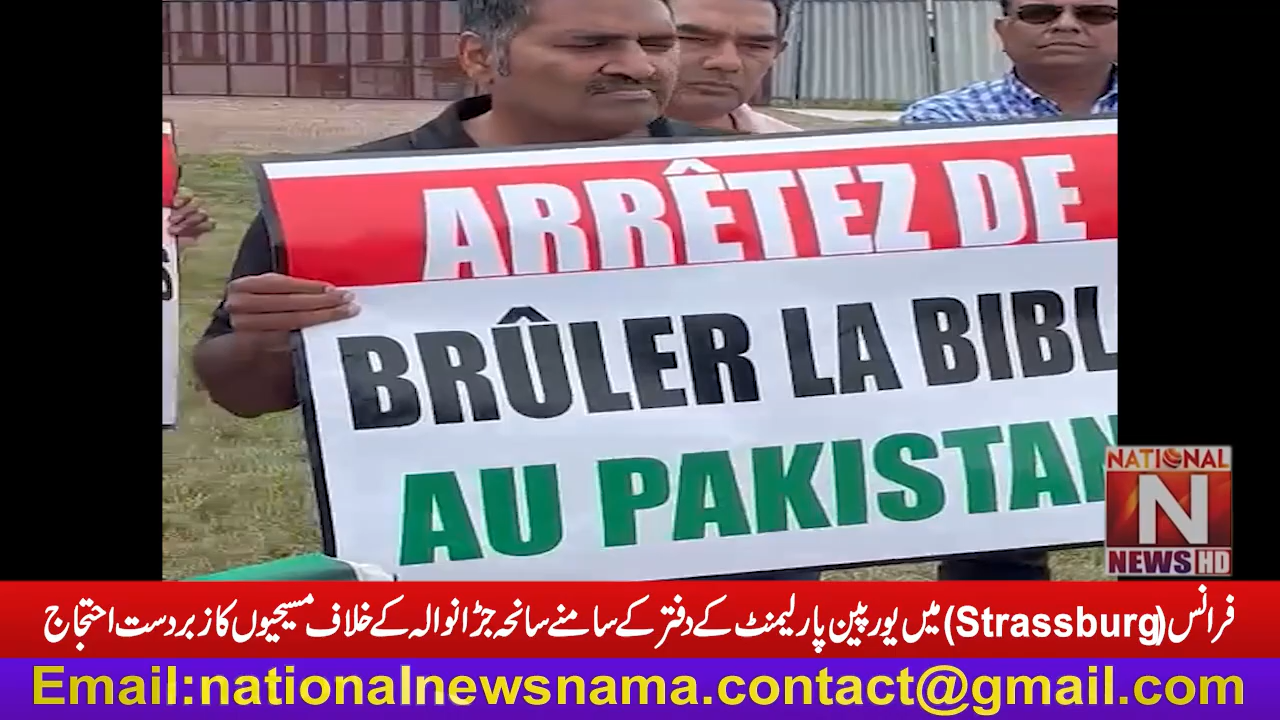 ARRÊTEZ DE
BRÛLER LA BIBL
AU PAKISTAN
NATIONAL
N
NEWS HD
فرانس (Strassburg) میں یورپین پارلیمنٹ کے دفتر کے سامنے سانحہ جڑانوالہ کے خلاف مسیحیوں کا زبردست احتجاج
Email:nationalnewsnama.contact@gmail.com